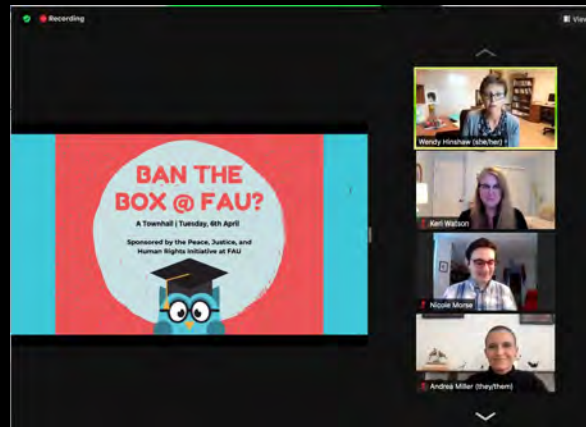 Recording
View
BAN THE
BOX @ FAU?
A Townhall | Tuesday, 6th April
Sponsored by the Peace, Justice, and
Human Rights Initiative at FAU
Wendy Hinshaw (she/her)
Keri Watson
Nicole Morse
Andrea Miller (they/them)